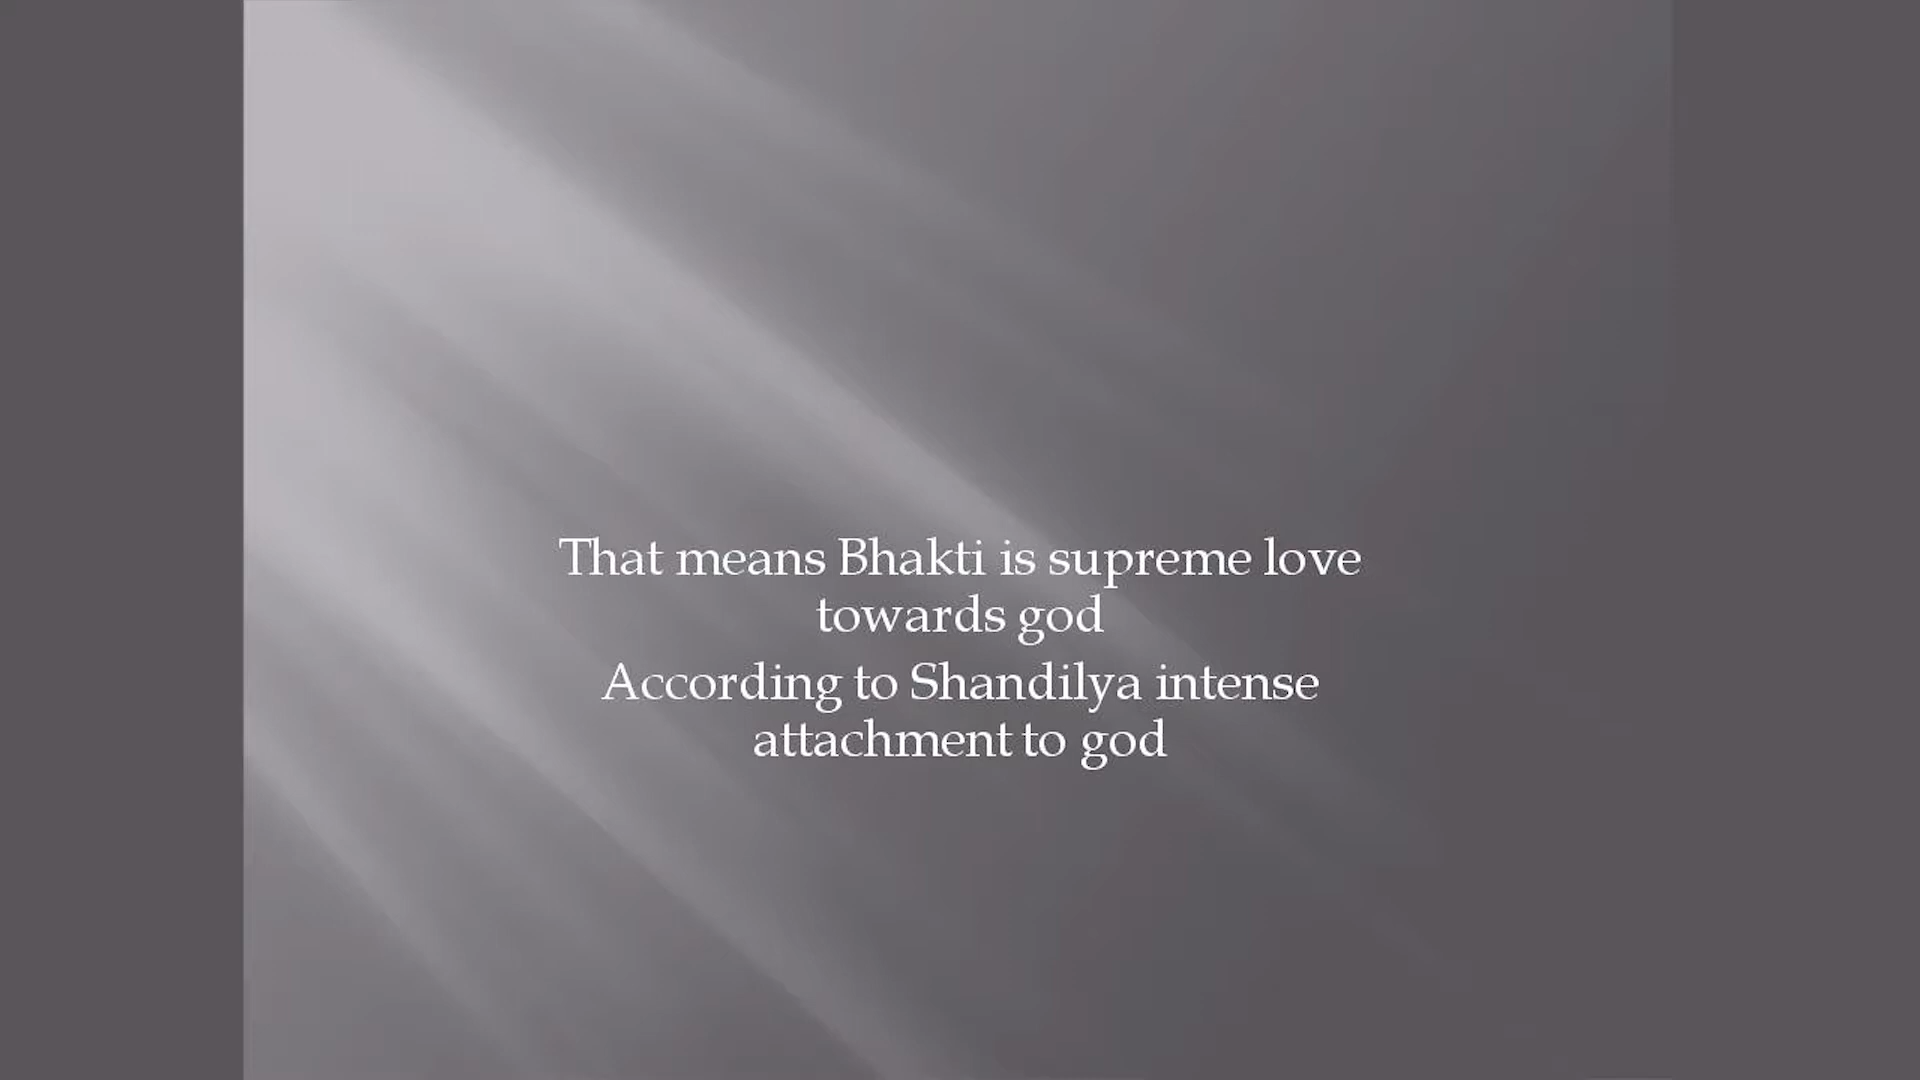 That means Bhakti is supreme love
towards god
According to Shandilya intense
attachment to god